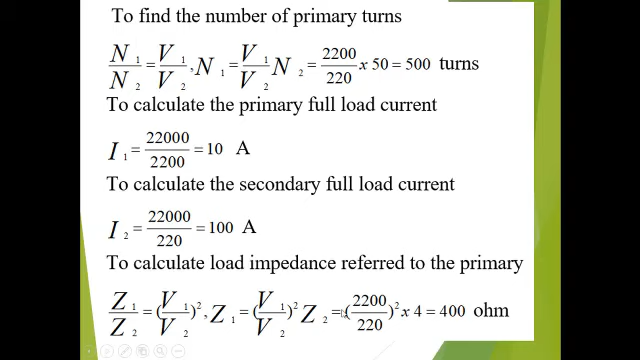 To find the number of primary turns
N₁/N₂ = V₁/V₂, N₁ = V₁/V₂ N₂ = 2200/220 x 50 = 500 turns
To calculate the primary full load current
I₁ = 22000/2200 = 10 A
To calculate the secondary full load current
I₂ = 22000/220 = 100 A
To calculate load impedance referred to the primary
Z₁/Z₂ = (V₁/V₂)², Z₁ = (V₁/V₂)² Z₂ = (2200/220)² x 4 = 400 ohm